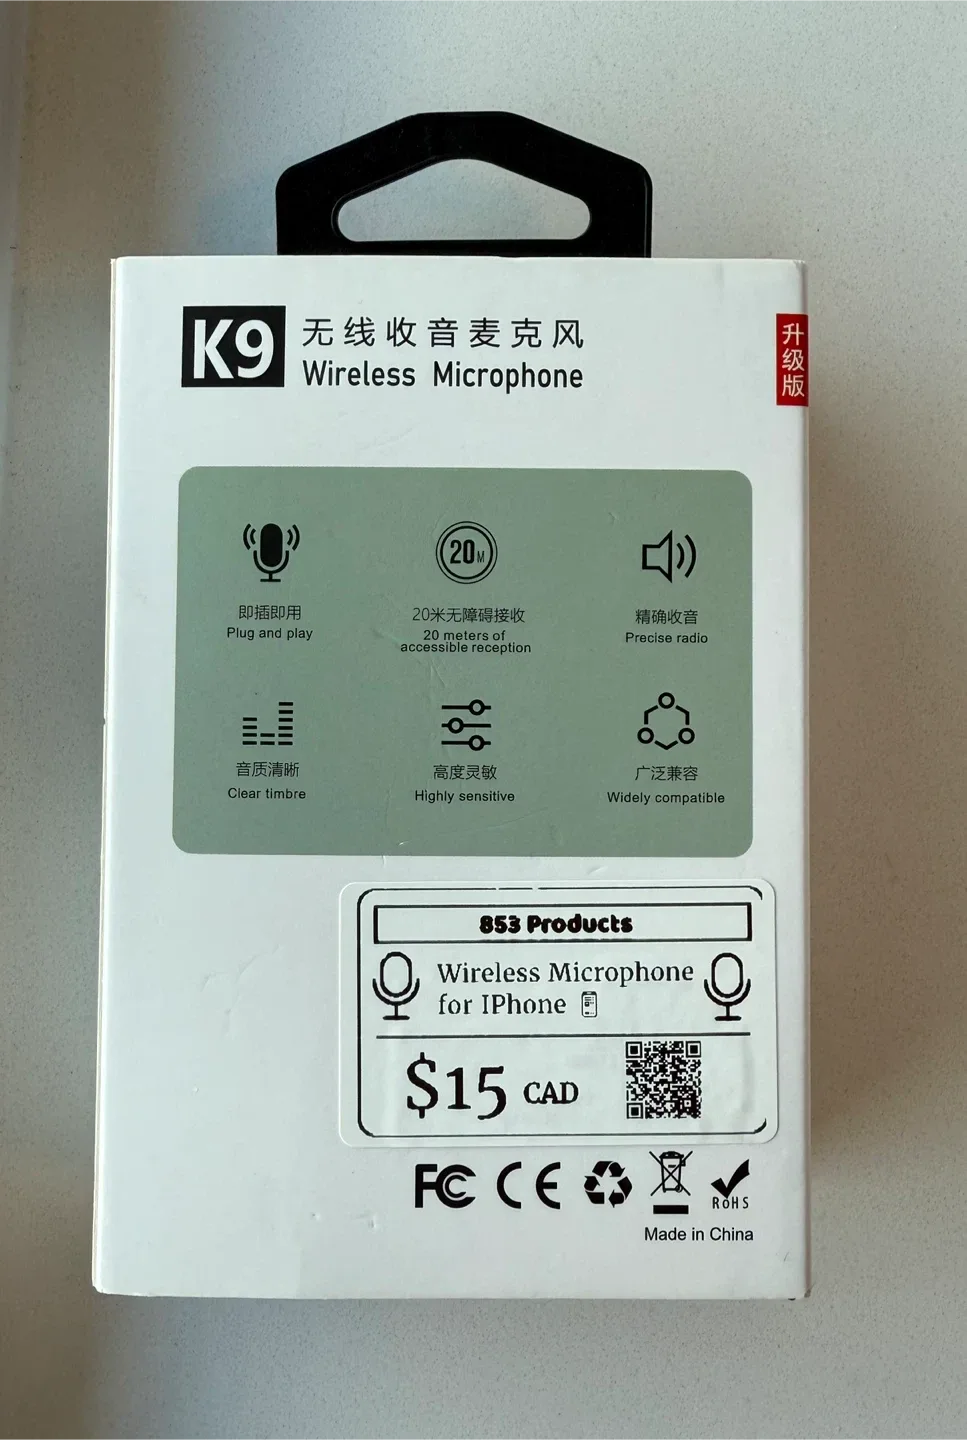 K9
无线收音麦克风
Wireless Microphone
升级版
20M
即插即用
Plug and play
20米无障碍接收
20 meters of
accessible reception
精确收音
Precise radio
音质清晰
Clear timbre
高度灵敏
Highly sensitive
广泛兼容
Widely compatible
853 Products
Wireless Microphone
for IPhone
$15 CAD
FC CE RoHS
Made in China